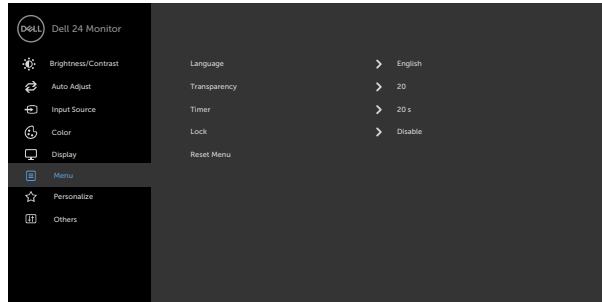 DELL Dell 24 Monitor
Brightness/Contrast
Auto Adjust
Input Source
Color
Display
Menu
Personalize
Others
Language English
Transparency 20
Timer 20 s
Lock Disable
Reset Menu